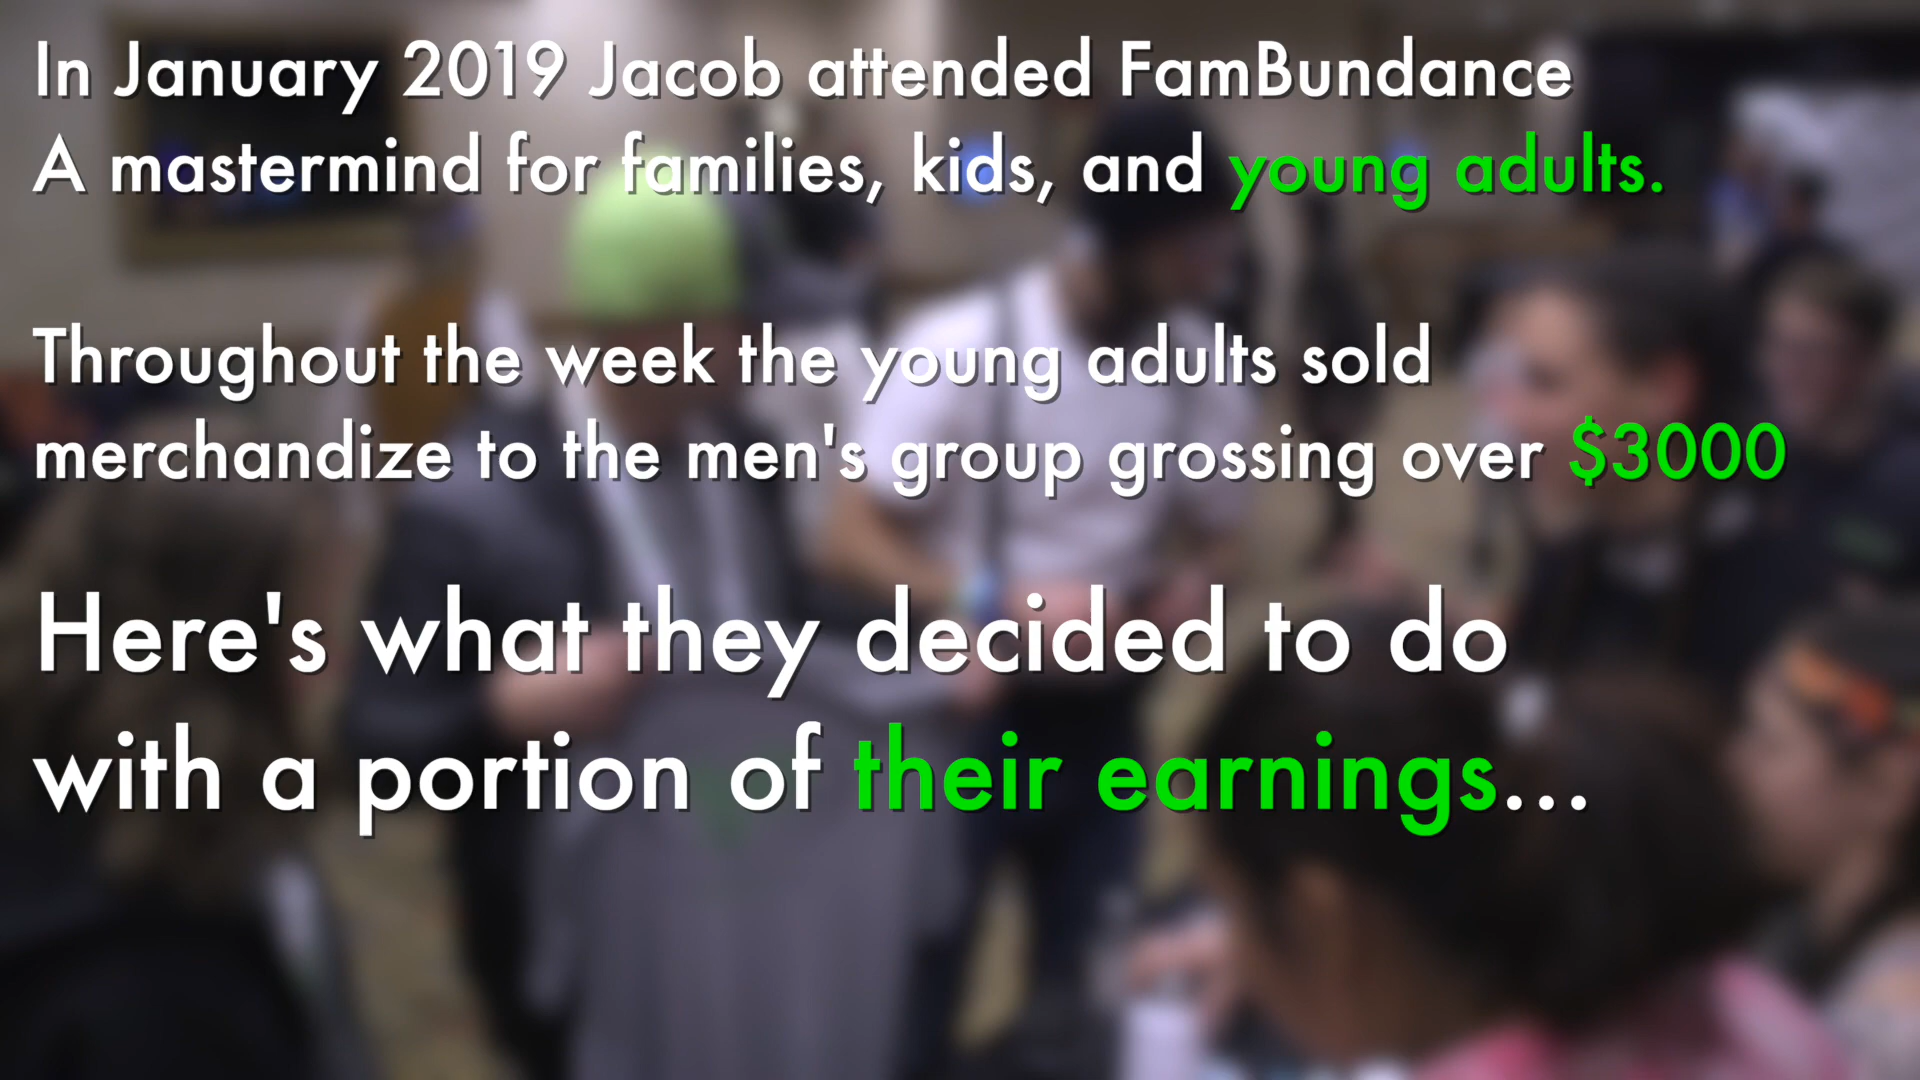 In January 2019 Jacob attended FamBundance
A mastermind for families, kids, and young adults.
Throughout the week the young adults sold
merchandize to the men's group grossing over $3000
Here's what they decided to do
with a portion of their earnings...